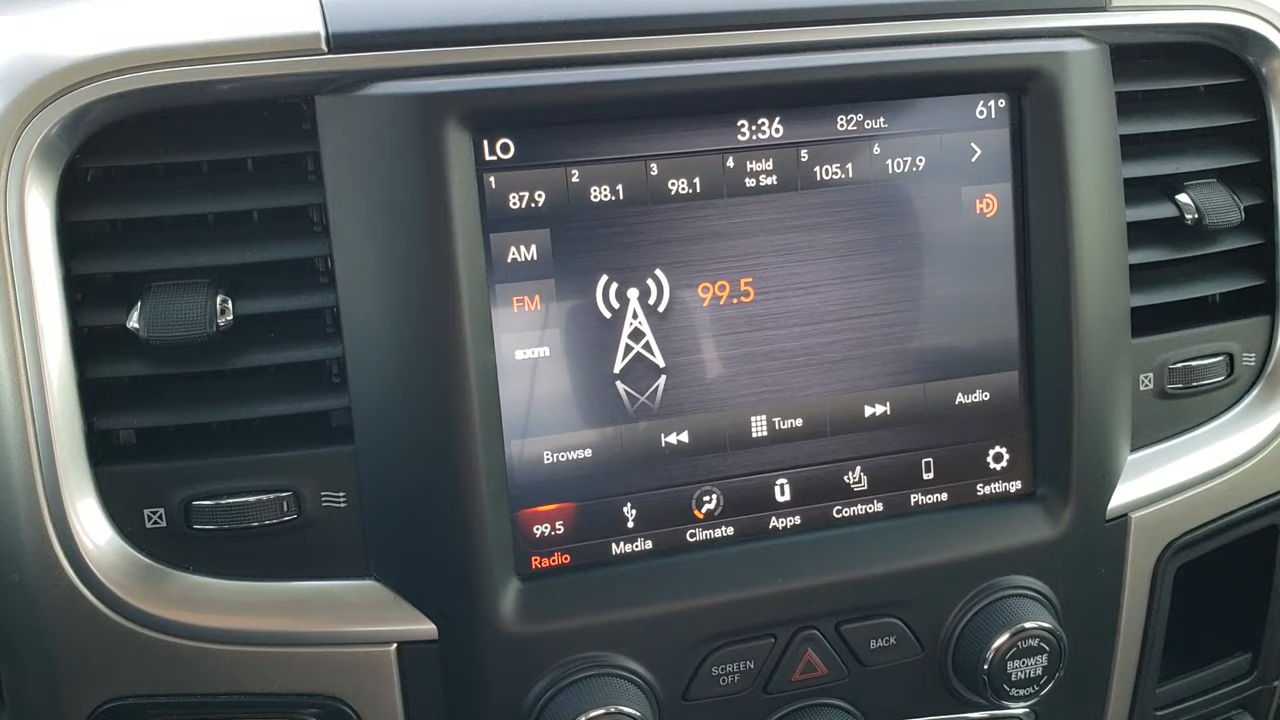 LO 3:36 82° out. 61°
1 87.9 2 88.1 3 98.1 4 Hold to Set 5 105.1 6 107.9
HD
AM
FM 99.5
sxm
Browse Tune Audio
99.5
Radio Media Climate Apps Controls Phone Settings
SCREEN OFF
BACK
TUNE
BROWSE
ENTER
SCROLL